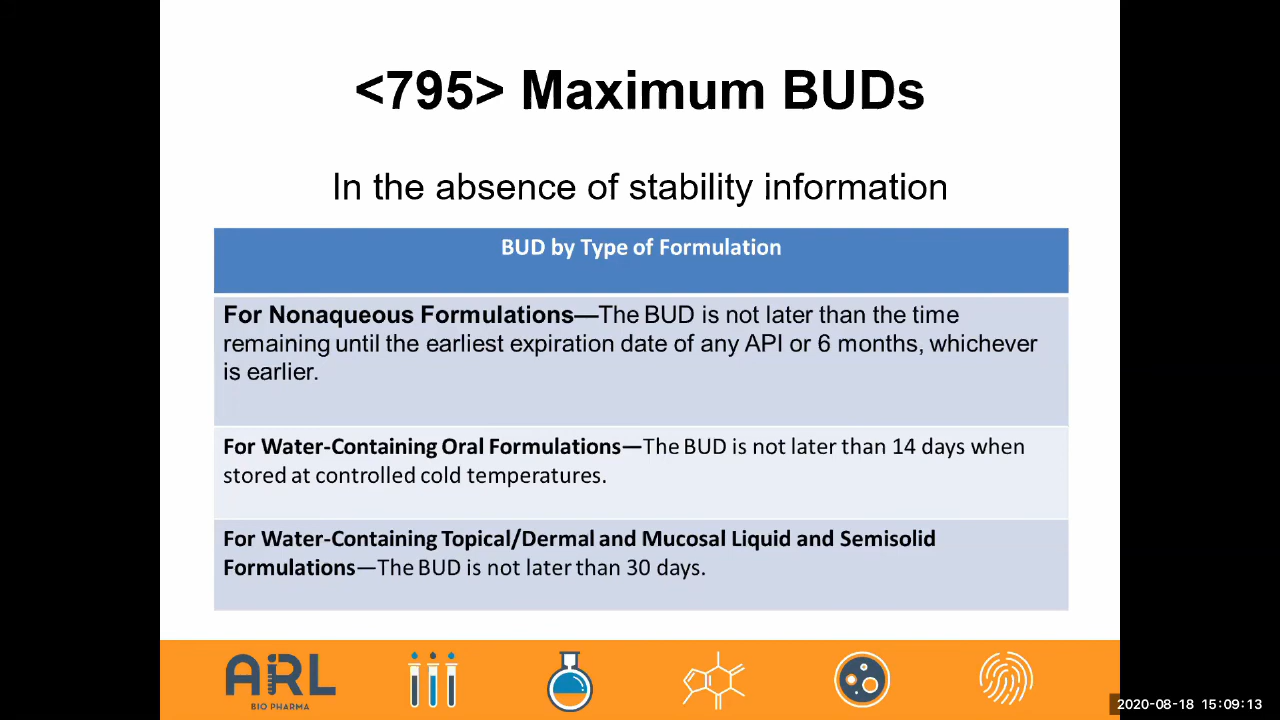 <795> Maximum BUDs
In the absence of stability information
BUD by Type of Formulation
For Nonaqueous Formulations—The BUD is not later than the time
remaining until the earliest expiration date of any API or 6 months, whichever
is earlier.
For Water-Containing Oral Formulations—The BUD is not later than 14 days when
stored at controlled cold temperatures.
For Water-Containing Topical/Dermal and Mucosal Liquid and Semisolid
Formulations—The BUD is not later than 30 days.
ARL
BIO PHARMA
2020-08-18 15:09:13